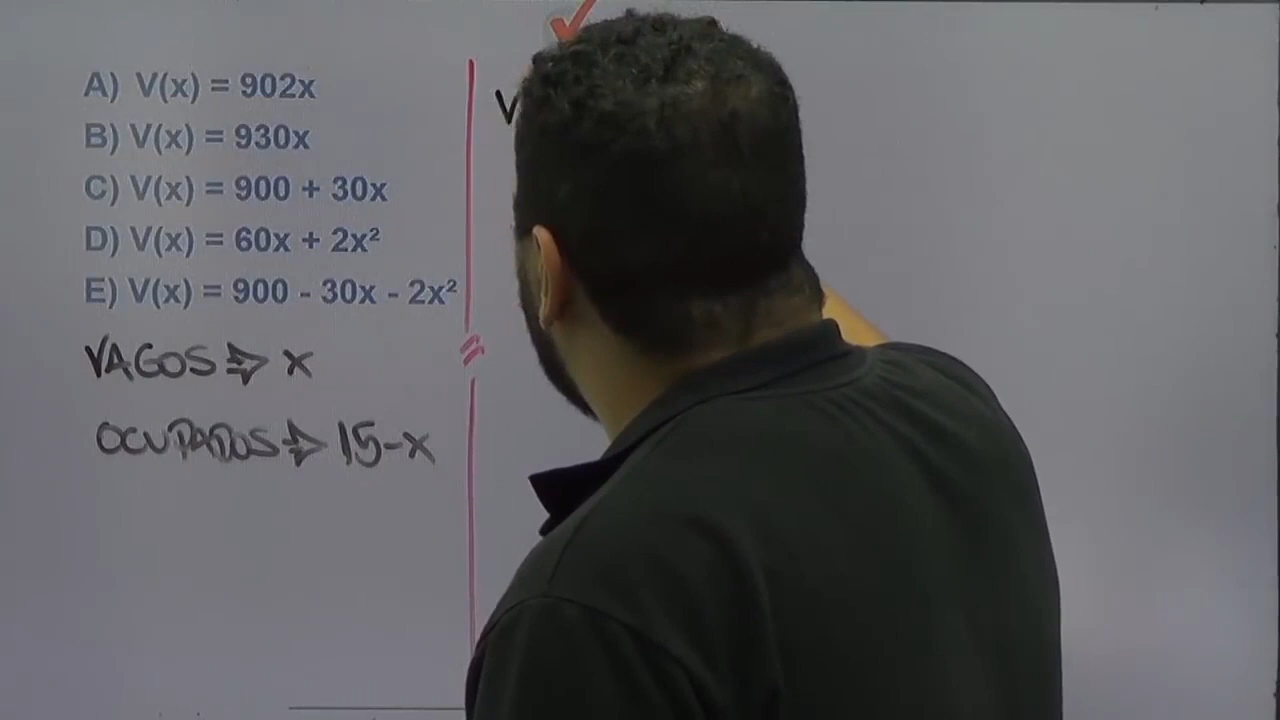 A) V(x) = 902x
B) V(x) = 930x
C) V(x) = 900 + 30x
D) V(x) = 60x + 2x²
E) V(x) = 900 - 30x - 2x²
VAGOS ⇒ x
OCUPADOS ⇒ 15-x
V